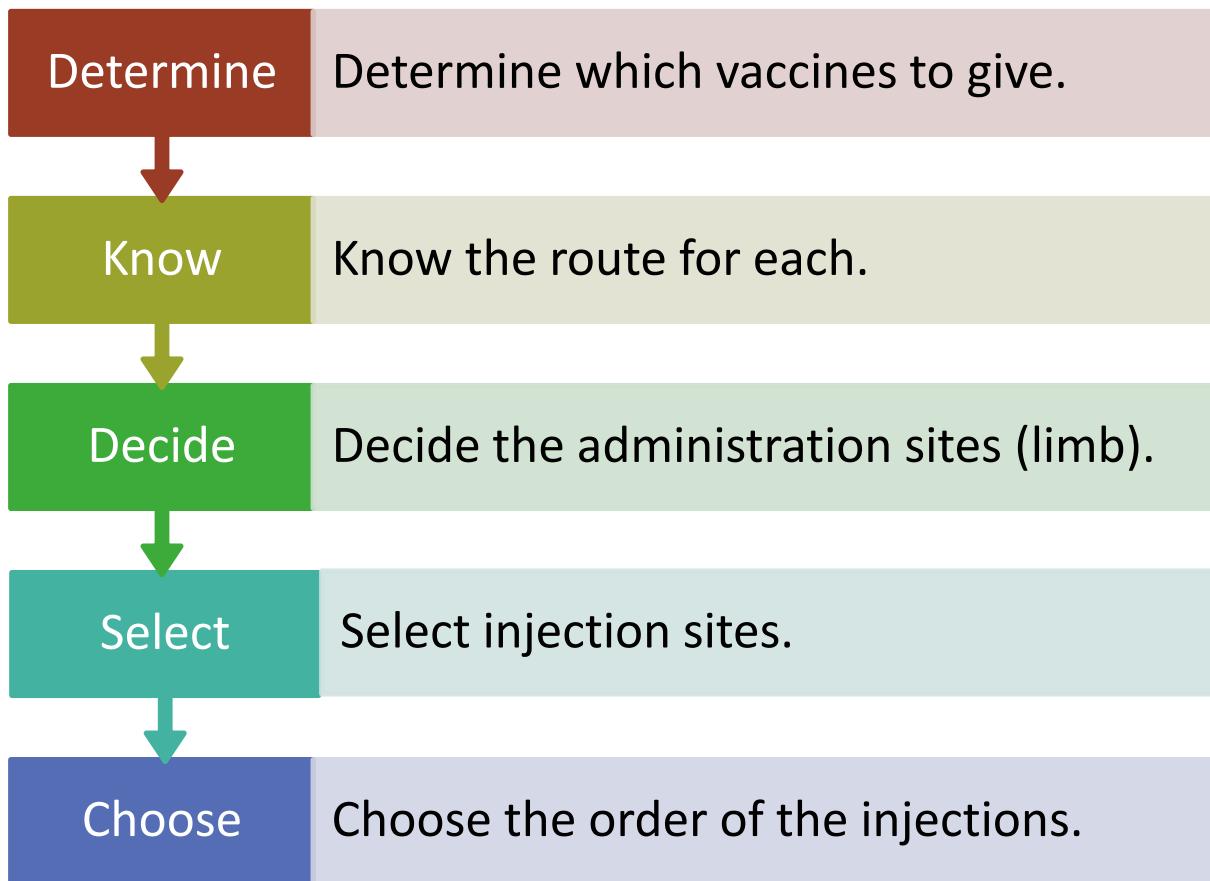 Determine
Determine which vaccines to give.
Know
Know the route for each.
Decide
Decide the administration sites (limb).
Select
Select injection sites.
Choose
Choose the order of the injections.